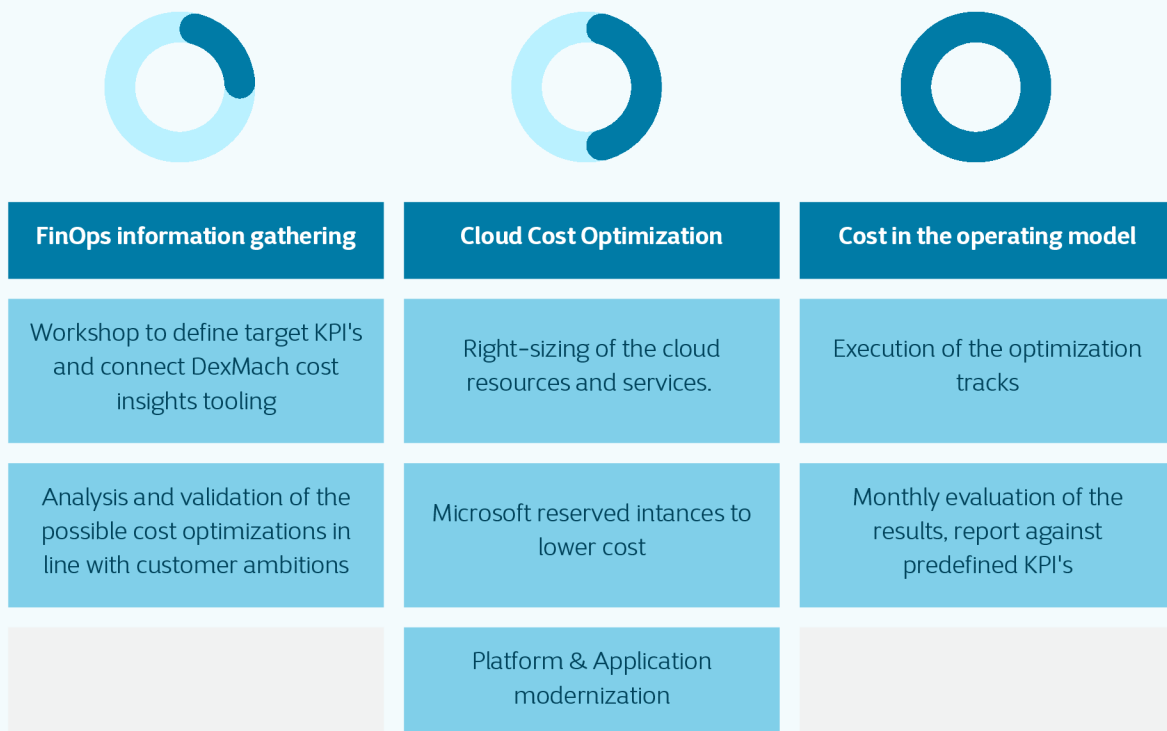 FinOps information gathering
Workshop to define target KPI's
and connect DexMach cost
insights tooling
Analysis and validation of the
possible cost optimizations in
line with customer ambitions
Cloud Cost Optimization
Right-sizing of the cloud
resources and services.
Microsoft reserved intances to
lower cost
Platform & Application
modernization
Cost in the operating model
Execution of the optimization
tracks
Monthly evaluation of the
results, report against
predefined KPI's